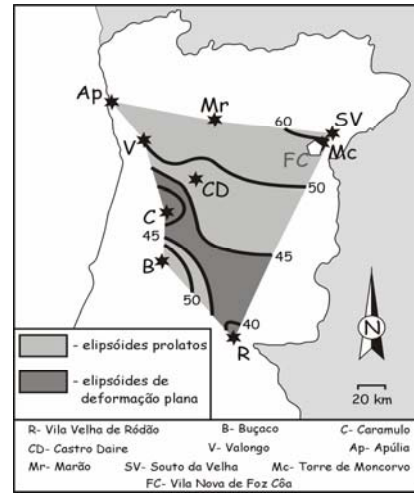 Ap
Mr
60
SV
V
FC
Mc
CD
50
C
45
45
B
50
40
R
N
- elipsóides prolatos
- elipsóides de
deformação plana
20 km
R- Vila Velha de Ródão B- Buçaco C- Caramulo
CD- Castro Daire V- Valongo Ap- Apúlia
Mr- Marão SV- Souto da Velha Mc- Torre de Moncorvo
FC- Vila Nova de Foz Côa